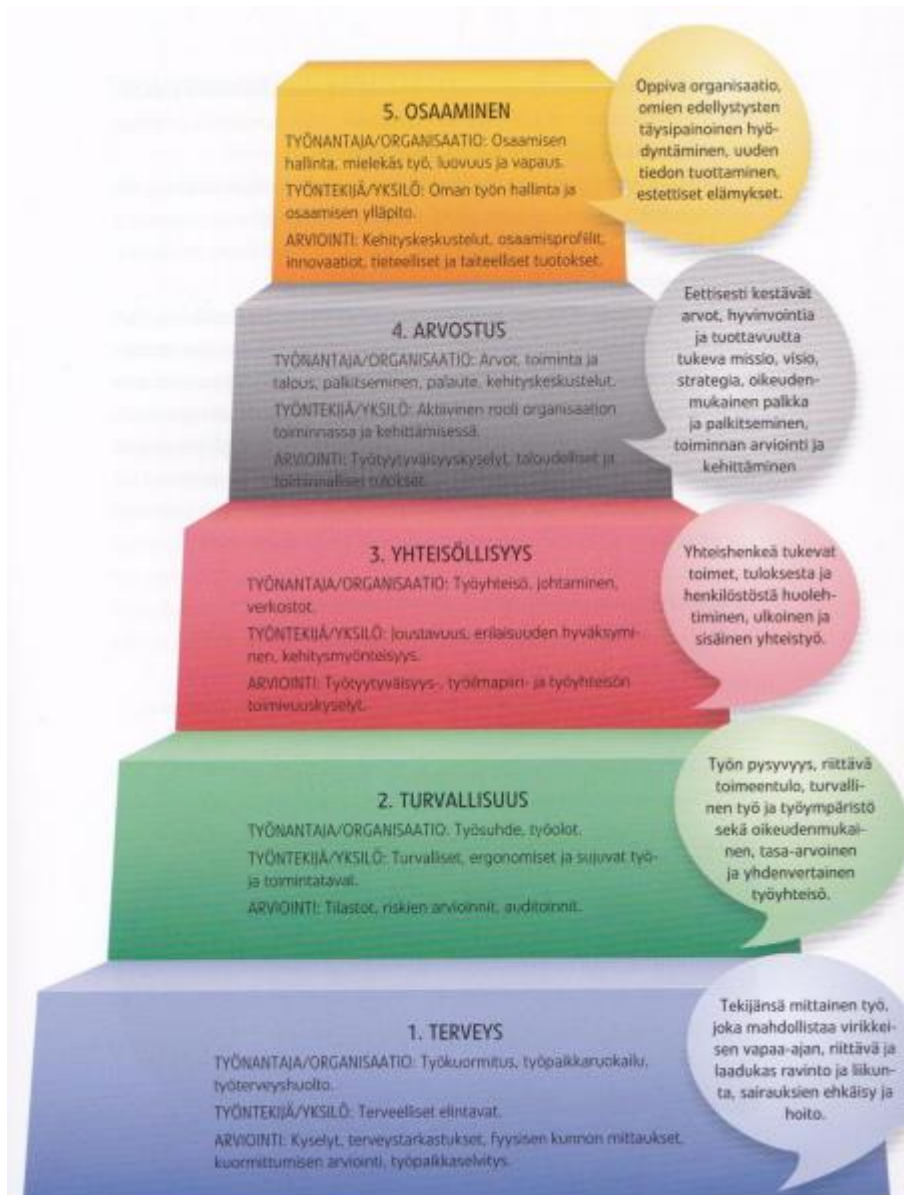 5. OSAAMINEN
TYÖNANTAJA/ORGANISAATIO: Osaamisen
hallinta, mielekäs työ, luovuus ja vapaus.
TYÖNTEKIJÄ/YKSILÖ: Oman työn hallinta ja
osaamisen ylläpito.
ARVIOINTI: Kehityskeskustelut, osaamisprofiilit,
innovaatiot, tieteelliset ja taiteelliset tuotokset.
Oppiva organisaatio,
omien edellytysten
täysipainoinen hyö-
dyntäminen, uuden
tiedon tuottaminen,
estettiset elämykset.
4. ARVOSTUS
TYÖNANTAJA/ORGANISAATIO: Arvot, toiminta ja
talous, palkitseminen, palaute, kehityskeskustelut.
TYÖNTEKIJÄ/YKSILÖ: Aktiivinen rooli organisaation
toiminnassa ja kehittämisessä.
ARVIOINTI: Työtyytyväisyyskyselyt, taloudelliset ja
toiminnalliset tulokset.
Eettisesti kestävät
arvot, hyvinvointia
ja tuottavuutta
tukeva missio, visio,
strategia, oikeuden-
mukainen palkka
ja palkitseminen,
toiminnan arviointi ja
kehittäminen
3. YHTEISÖLLISYYS
TYÖNANTAJA/ORGANISAATIO: Työyhteisö, johtaminen,
verkostot.
TYÖNTEKIJÄ/YKSILÖ: Joustavuus, erilaisuuden hyväksymi-
nen, kehitysmyönteisyys.
ARVIOINTI: Työtyytyväisyys-, työilmapiiri- ja työyhteisön
toimivuuskyselyt.
Yhteishenkeä tukevat
toimet, tuloksesta ja
henkilöstöstä huoleh-
timinen, ulkoinen ja
sisäinen yhteistyö.
2. TURVALLISUUS
TYÖNANTAJA/ORGANISAATIO: Työsuhde, työolot.
TYÖNTEKIJÄ/YKSILÖ: Turvalliset, ergonomiset ja sujuvat työ-
ja toimintatavat.
ARVIOINTI: Tilastot, riskien arvioinnit, auditoinnit.
Työn pysyvyys, riittävä
toimeentulo, turvalli-
nen työ ja työympäristö
sekä oikeudenmukai-
nen, tasa-arvoinen
ja yhdenvertainen
työyhteisö.
1. TERVEYS
TYÖNANTAJA/ORGANISAATIO: Työkuormitus, työpaikkaruokailu,
työterveyshuolto.
TYÖNTEKIJÄ/YKSILÖ: Terveelliset elintavat.
ARVIOINTI: Kyselyt, terveystarkastukset, fyysisen kunnon mittaukset,
kuormittumisen arviointi, työpaikkaselvitys.
Tekijänsä mittainen työ,
joka mahdollistaa virikkei-
sen vapaa-ajan, riittävä ja
laadukas ravinto ja liikun-
ta, sairauksien ehkäisy ja
hoito.